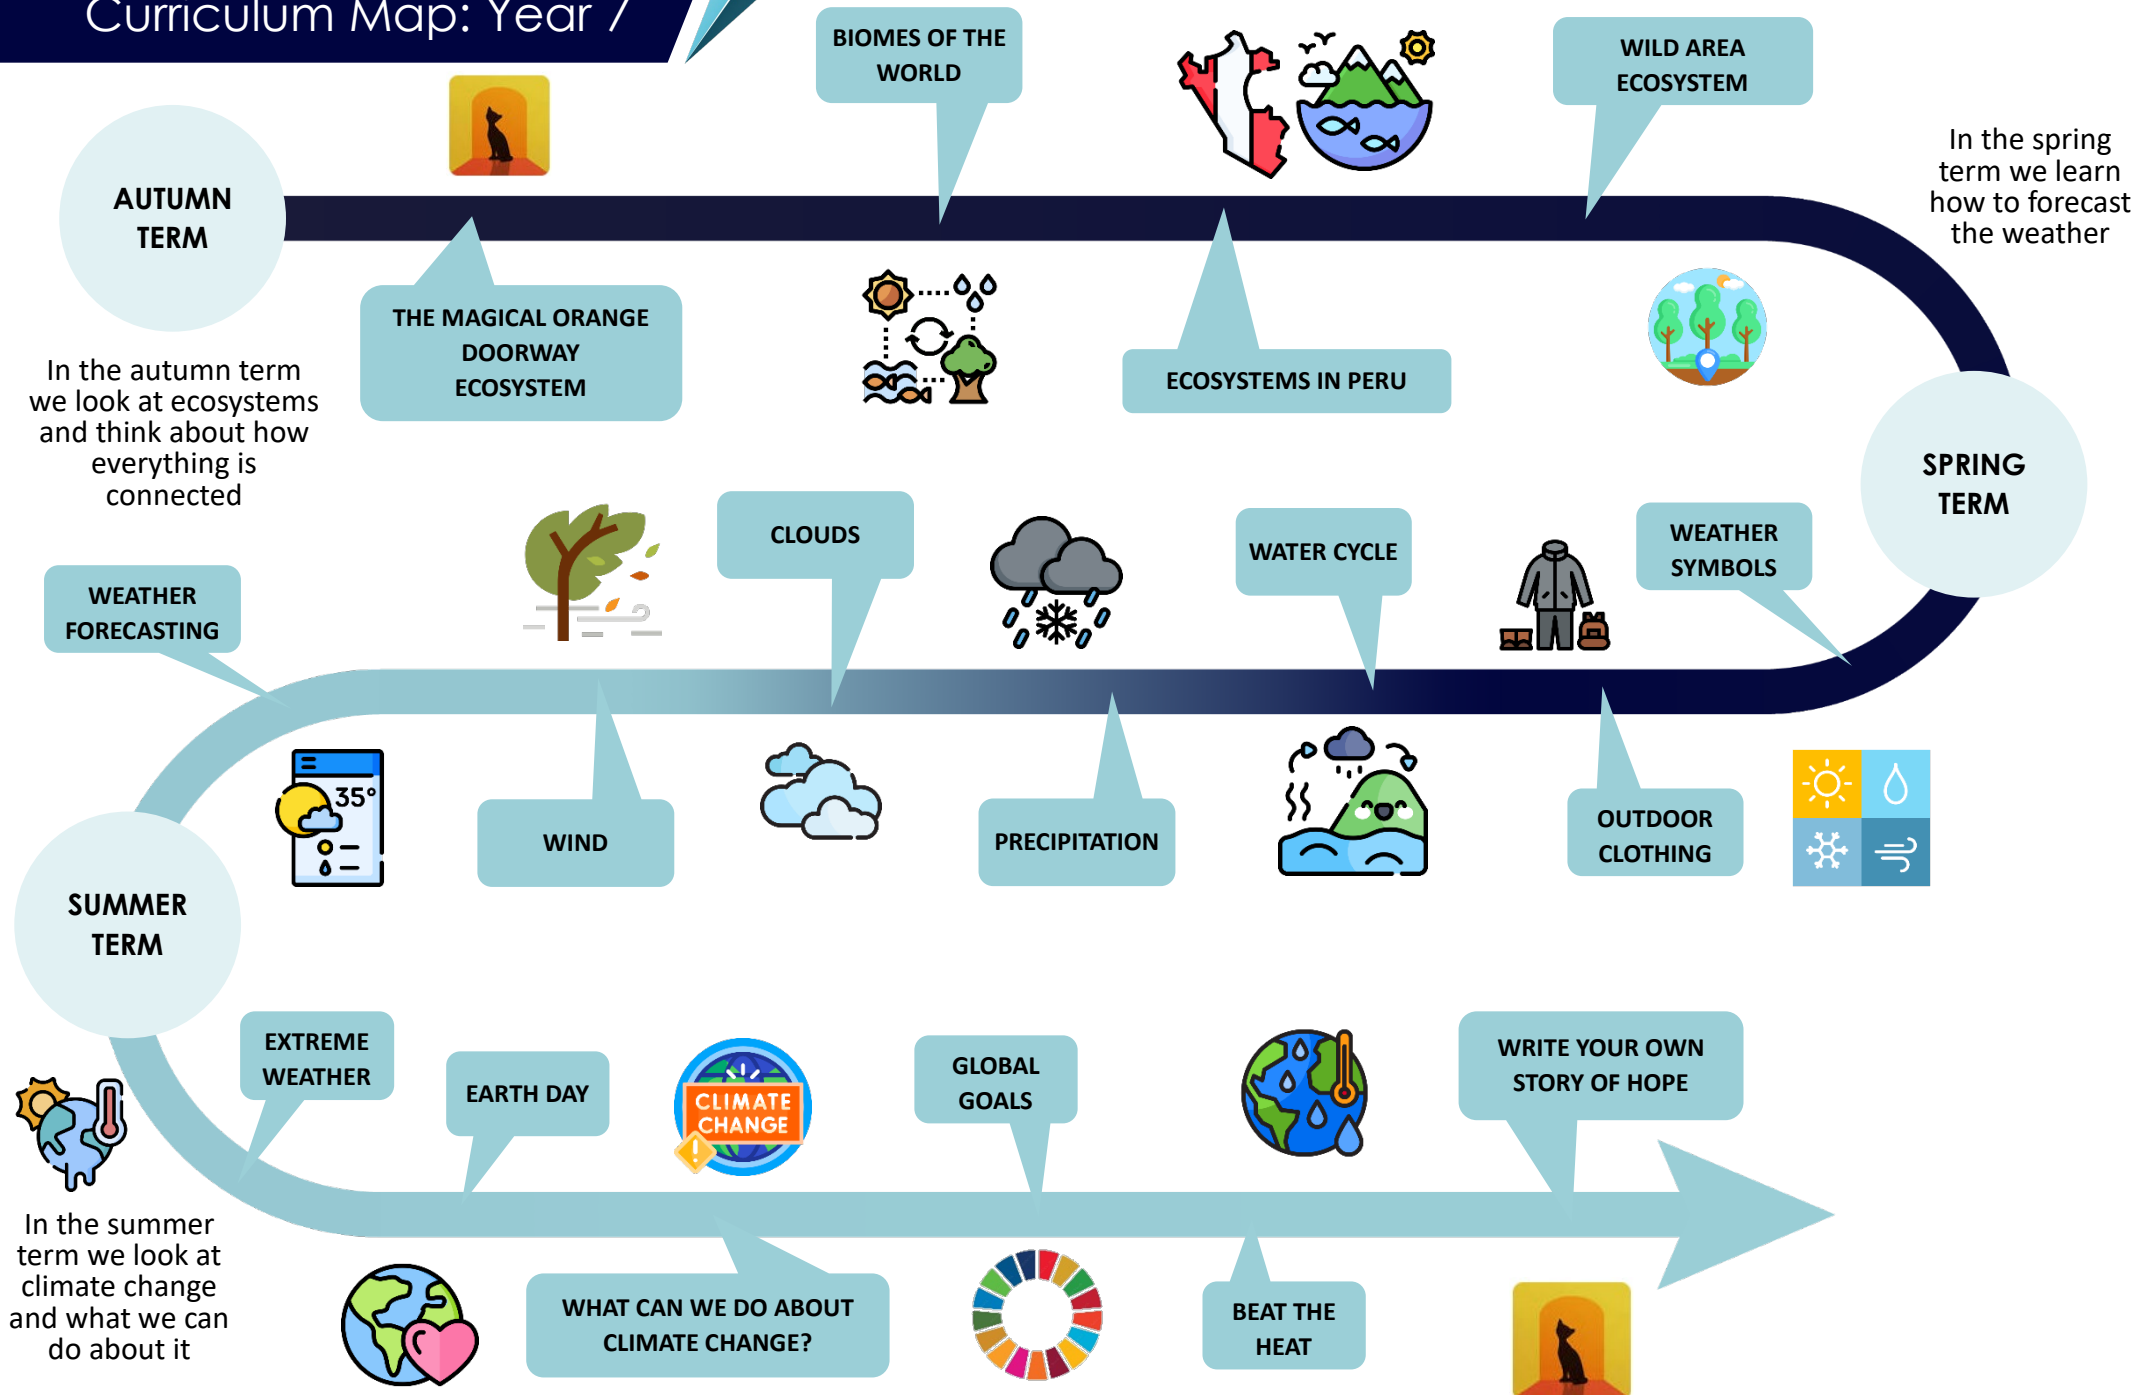 Curriculum Map: Year 7
BIOMES OF THE
WORLD
WILD AREA
ECOSYSTEM
In the spring
term we learn
how to forecast
the weather
AUTUMN
TERM
THE MAGICAL ORANGE
DOORWAY
ECOSYSTEM
ECOSYSTEMS IN PERU
In the autumn term
we look at ecosystems
and think about how
everything is
connected
SPRING
TERM
WEATHER
SYMBOLS
WATER CYCLE
CLOUDS
WEATHER
FORECASTING
35°
WIND
PRECIPITATION
OUTDOOR
CLOTHING
SUMMER
TERM
EXTREME
WEATHER
EARTH DAY
CLIMATE
CHANGE
!
GLOBAL
GOALS
WRITE YOUR OWN
STORY OF HOPE
In the summer
term we look at
climate change
and what we can
do about it
WHAT CAN WE DO ABOUT
CLIMATE CHANGE?
BEAT THE
HEAT